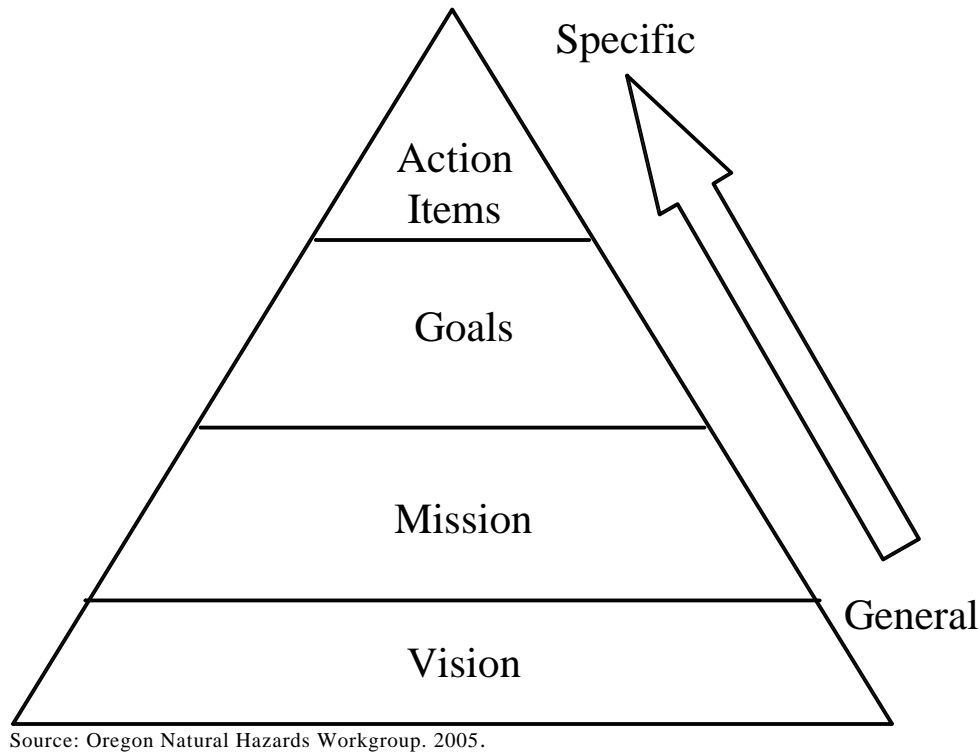 Specific
Action
Items
Goals
Mission
General
Vision
Source: Oregon Natural Hazards Workgroup. 2005.